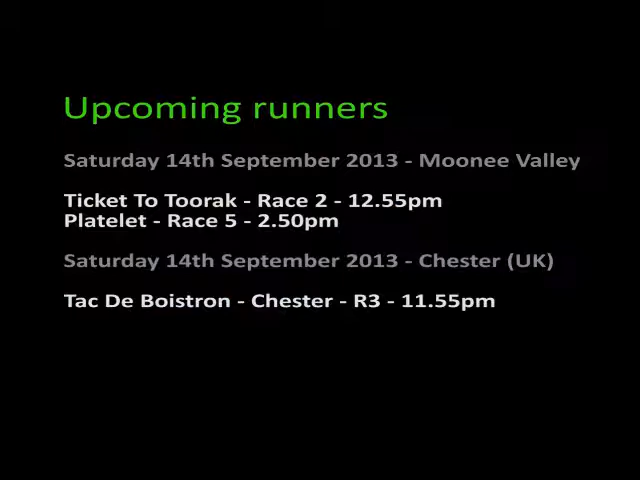 Upcoming runners
Saturday 14th September 2013 - Moonee Valley
Ticket To Toorak - Race 2 - 12.55pm
Platelet - Race 5 - 2.50pm
Saturday 14th September 2013 - Chester (UK)
Tac De Boistron - Chester - R3 - 11.55pm